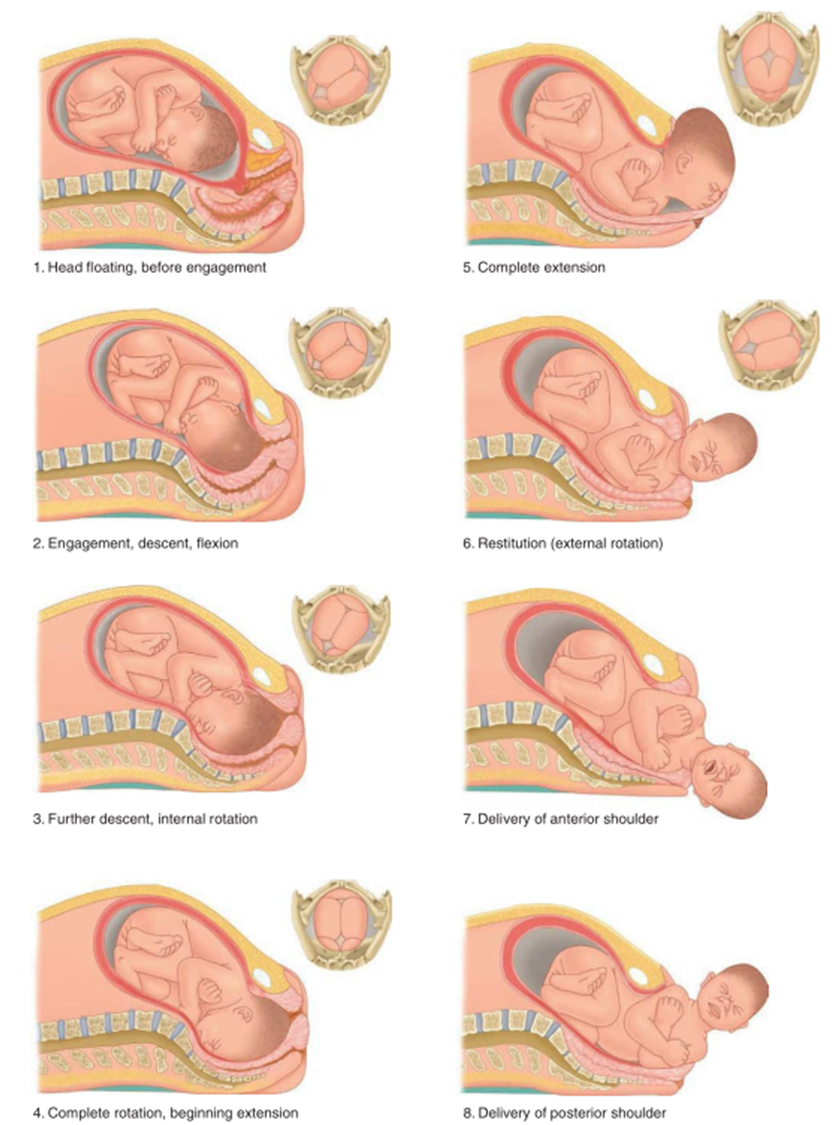 1. Head floating, before engagement
2. Engagement, descent, flexion
3. Further descent, internal rotation
4. Complete rotation, beginning extension
5. Complete extension
6. Restitution (external rotation)
7. Delivery of anterior shoulder
8. Delivery of posterior shoulder